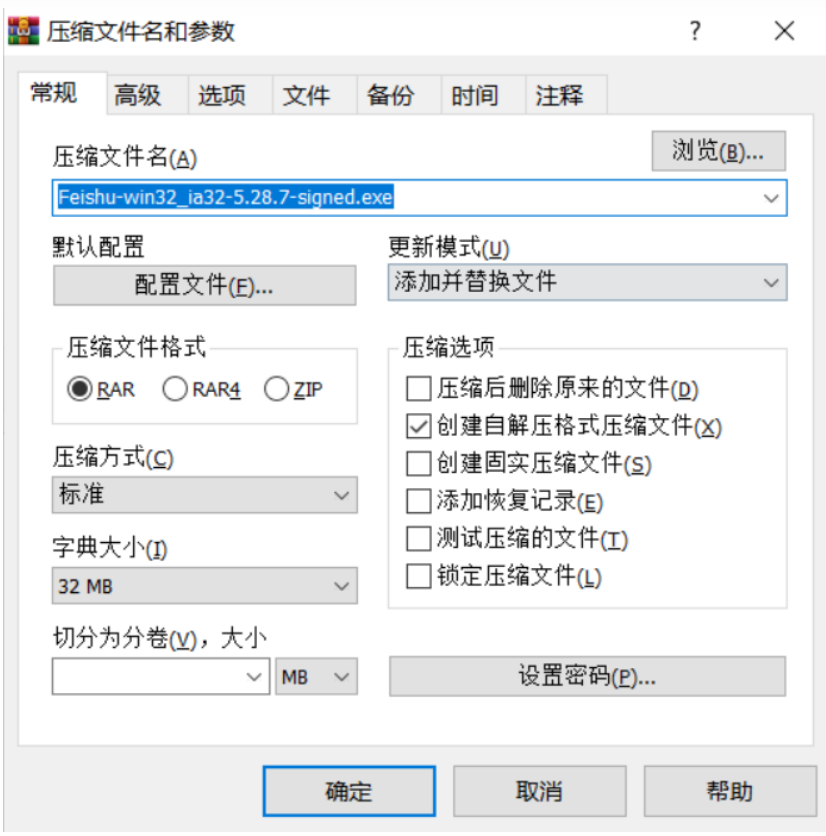 压缩文件名和参数 ? ×
常规 高级 选项 文件 备份 时间 注释
压缩文件名(A)
浏览(B)...
Feishu-win32_ia32-5.28.7-signed.exe
默认配置
配置文件(F)...
更新模式(U)
添加并替换文件
压缩文件格式
RAR RAR4 ZIP
压缩方式(C)
标准
字典大小(I)
32 MB
切分为分卷(V)，大小
MB
压缩选项
压缩后删除原来的文件(D)
创建自解压格式压缩文件(X)
创建固实压缩文件(S)
添加恢复记录(E)
测试压缩的文件(T)
锁定压缩文件(L)
设置密码(P)...
确定 取消 帮助